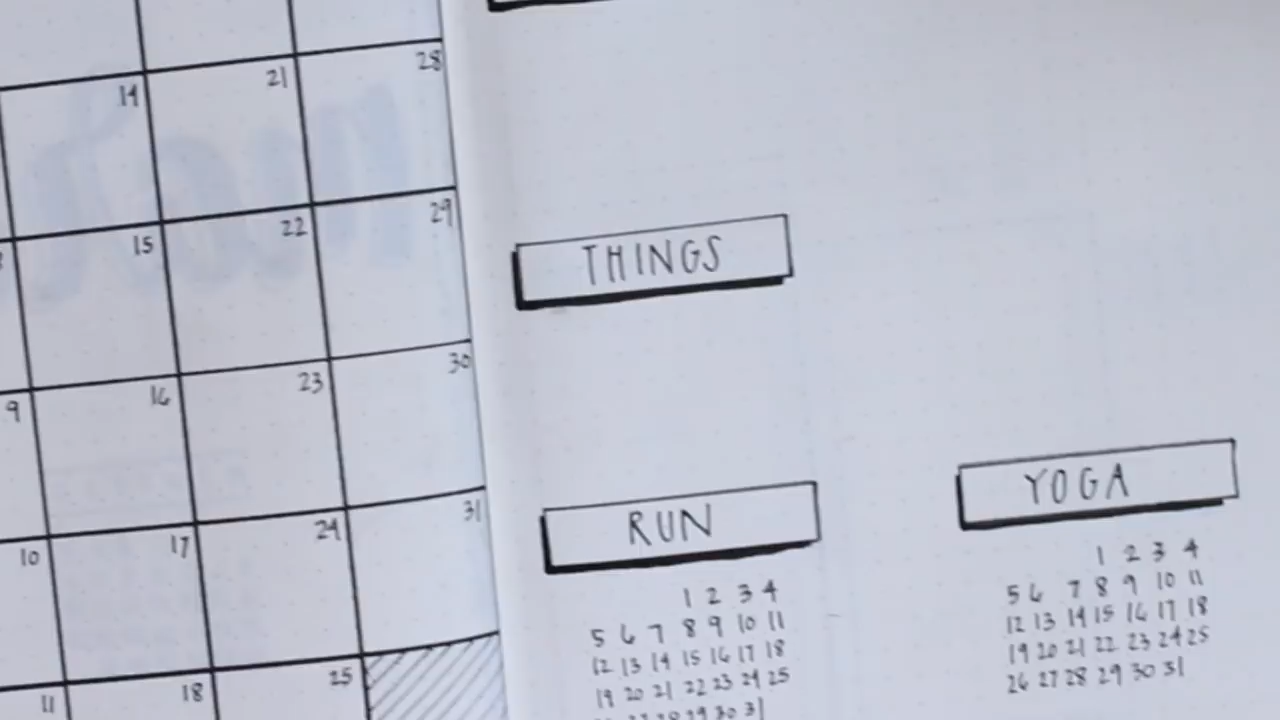 14 21 28
15 22 29
9 16 23 30
10 17 24 31
11 18 25
THINGS
RUN
1 2 3 4
5 6 7 8 9 10 11
12 13 14 15 16 17 18
19 20 21 22 23 24 25
29 30 31
YOGA
1 2 3 4
5 6 7 8 9 10 11
12 13 14 15 16 17 18
19 20 21 22 23 24 25
26 27 28 29 30 31